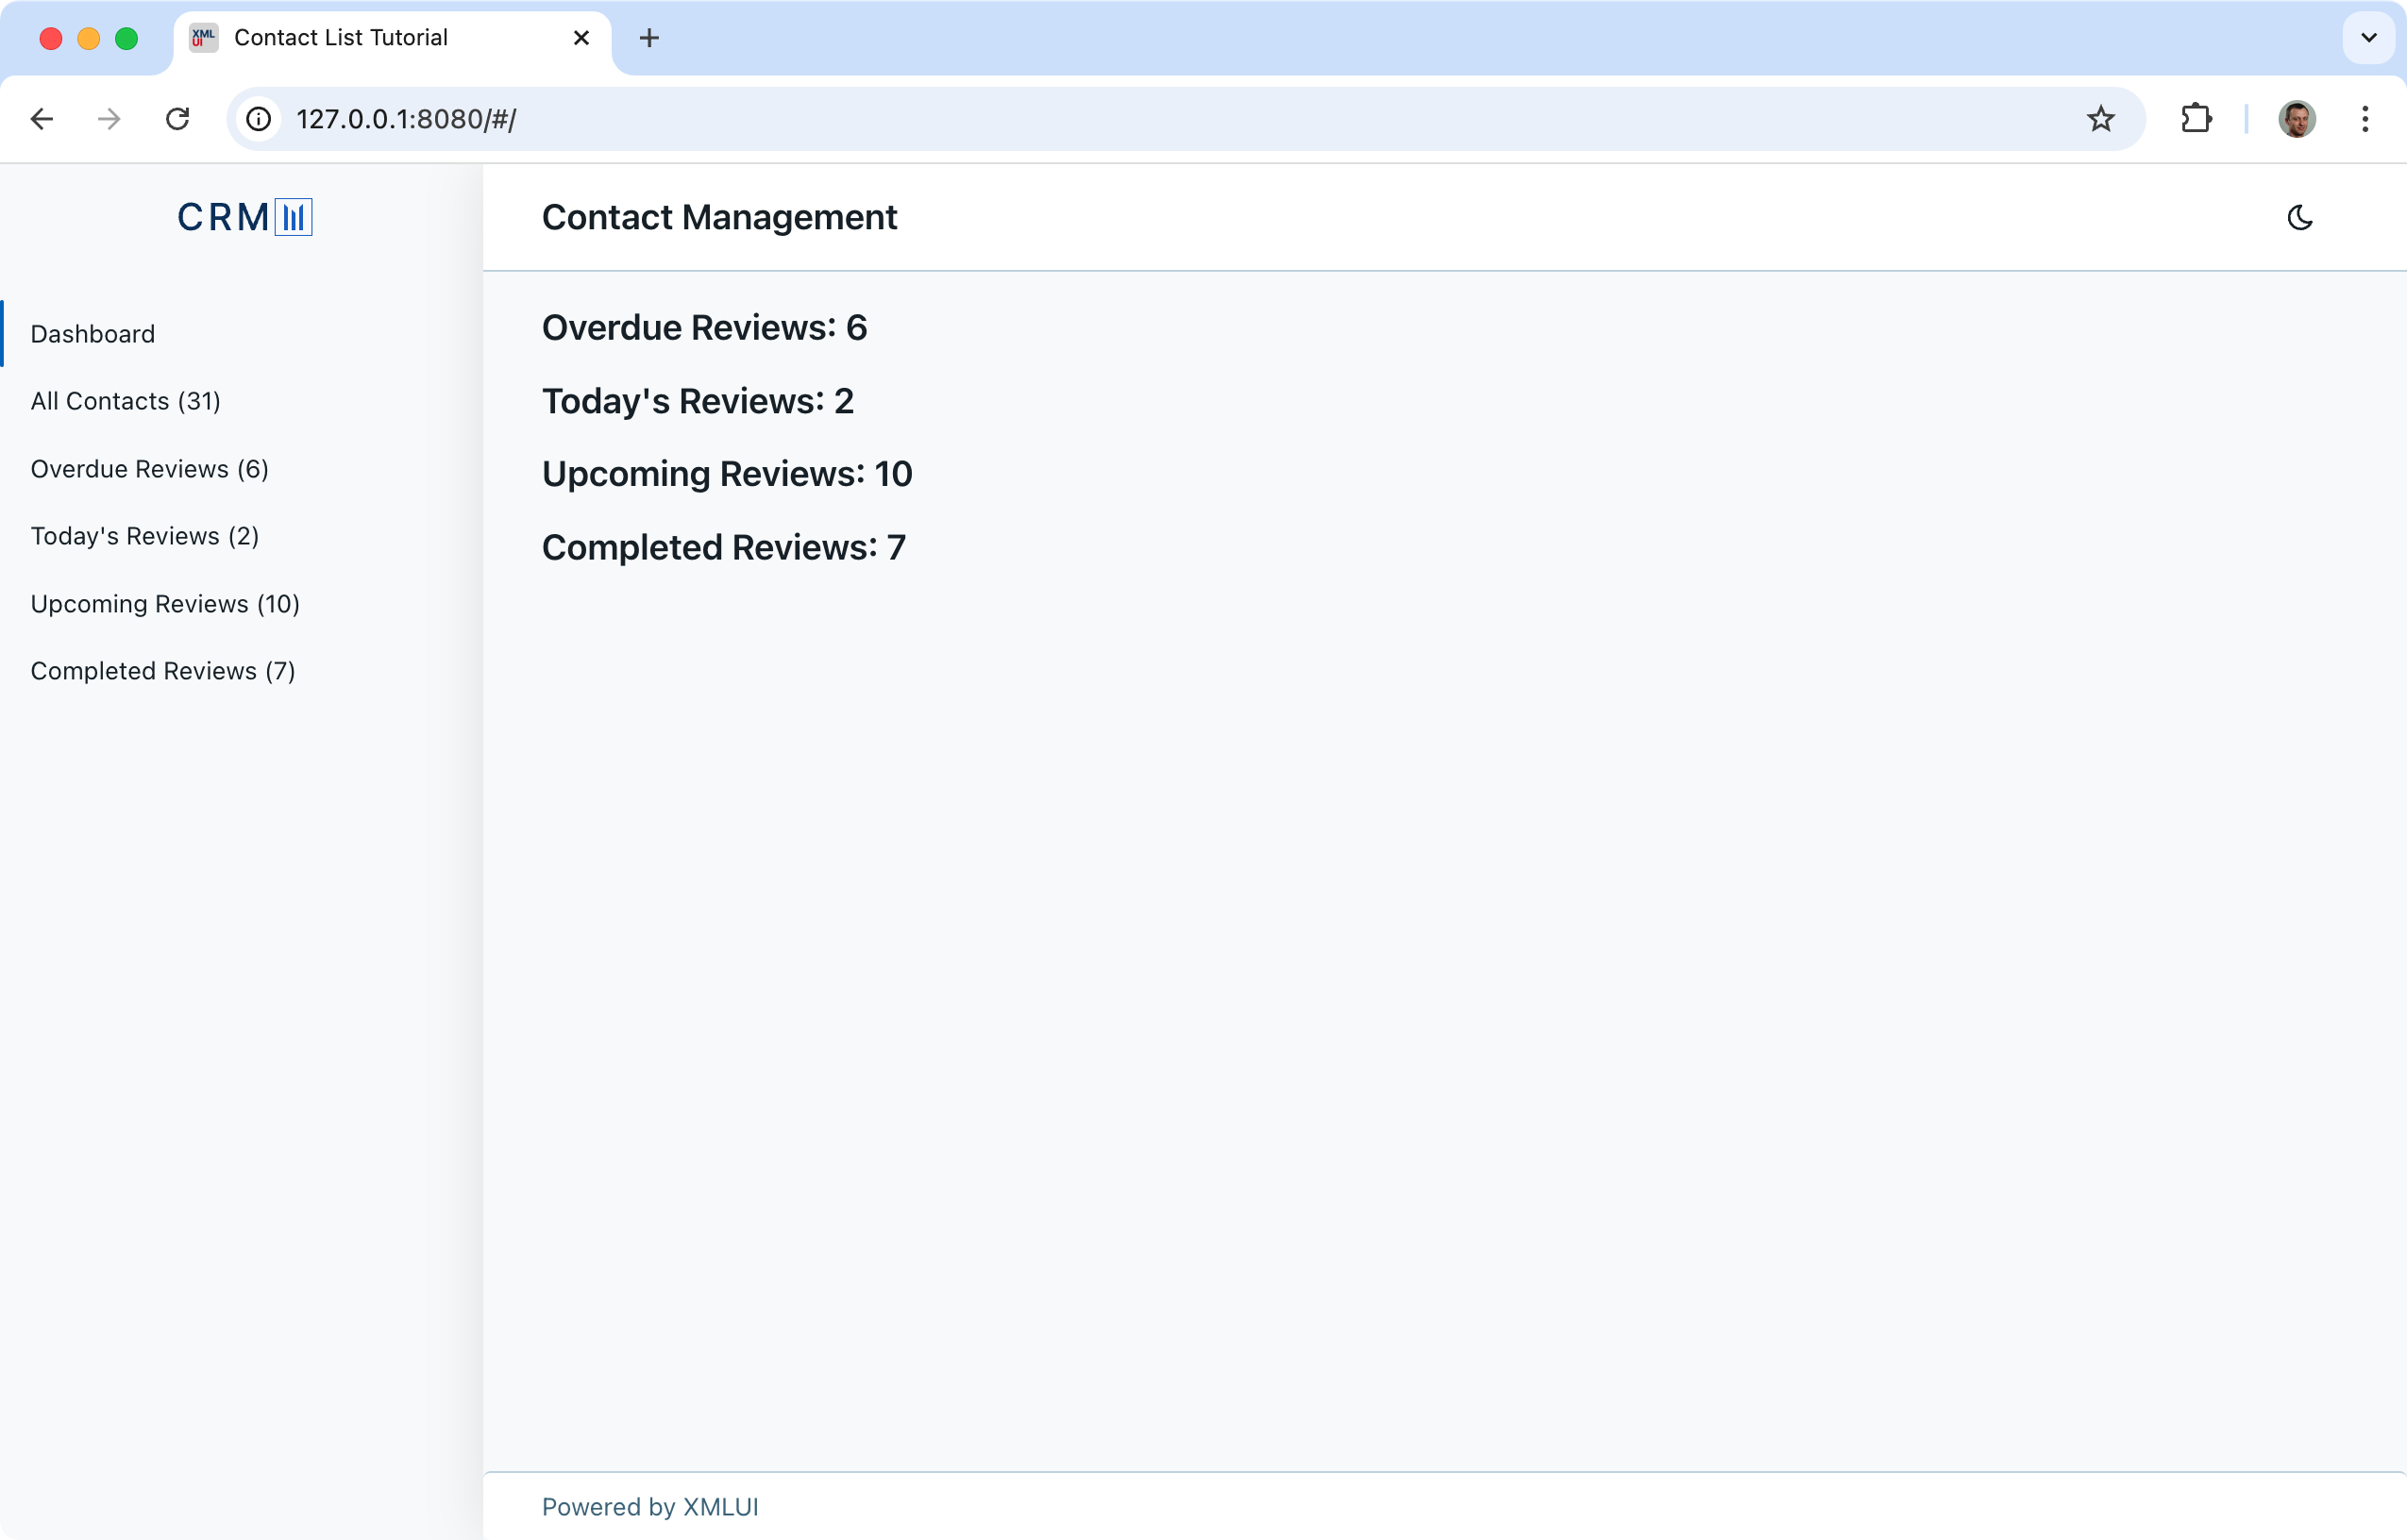 XML
UI
Contact List Tutorial
127.0.0.1:8080/#/
CRM
Contact Management
Dashboard
All Contacts (31)
Overdue Reviews (6)
Today's Reviews (2)
Upcoming Reviews (10)
Completed Reviews (7)
Overdue Reviews: 6
Today's Reviews: 2
Upcoming Reviews: 10
Completed Reviews: 7
Powered by XMLUI